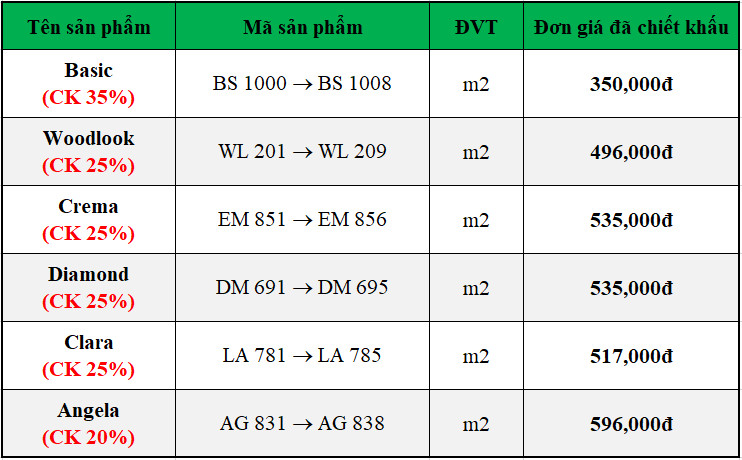 Tên sản phẩm Mã sản phẩm ĐVT Đơn giá đã chiết khấu
Basic
(CK 35%) BS 1000 → BS 1008 m2 350,000đ
Woodlook
(CK 25%) WL 201 → WL 209 m2 496,000đ
Crema
(CK 25%) EM 851 → EM 856 m2 535,000đ
Diamond
(CK 25%) DM 691 → DM 695 m2 535,000đ
Clara
(CK 25%) LA 781 → LA 785 m2 517,000đ
Angela
(CK 20%) AG 831 → AG 838 m2 596,000đ